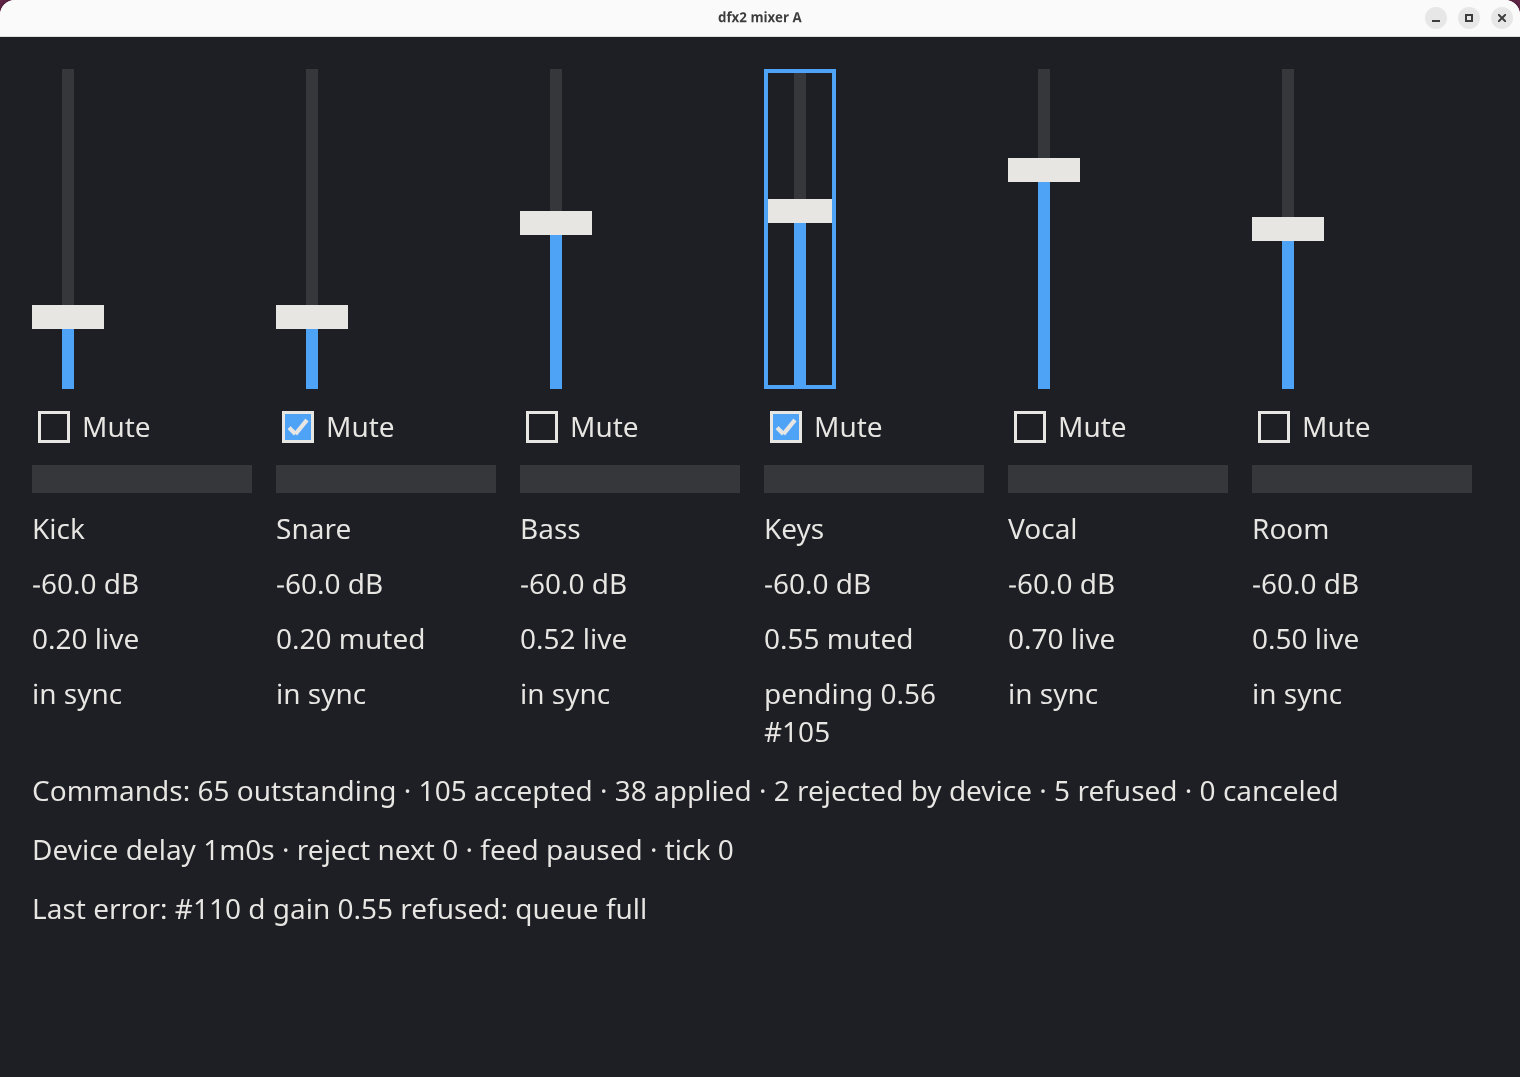 dfx2 mixer A
Mute Mute Mute Mute Mute Mute
Kick Snare Bass Keys Vocal Room
-60.0 dB -60.0 dB -60.0 dB -60.0 dB -60.0 dB -60.0 dB
0.20 live 0.20 muted 0.52 live 0.55 muted 0.70 live 0.50 live
in sync in sync in sync pending 0.56 in sync in sync
#105
Commands: 65 outstanding · 105 accepted · 38 applied · 2 rejected by device · 5 refused · 0 canceled
Device delay 1m0s · reject next 0 · feed paused · tick 0
Last error: #110 d gain 0.55 refused: queue full